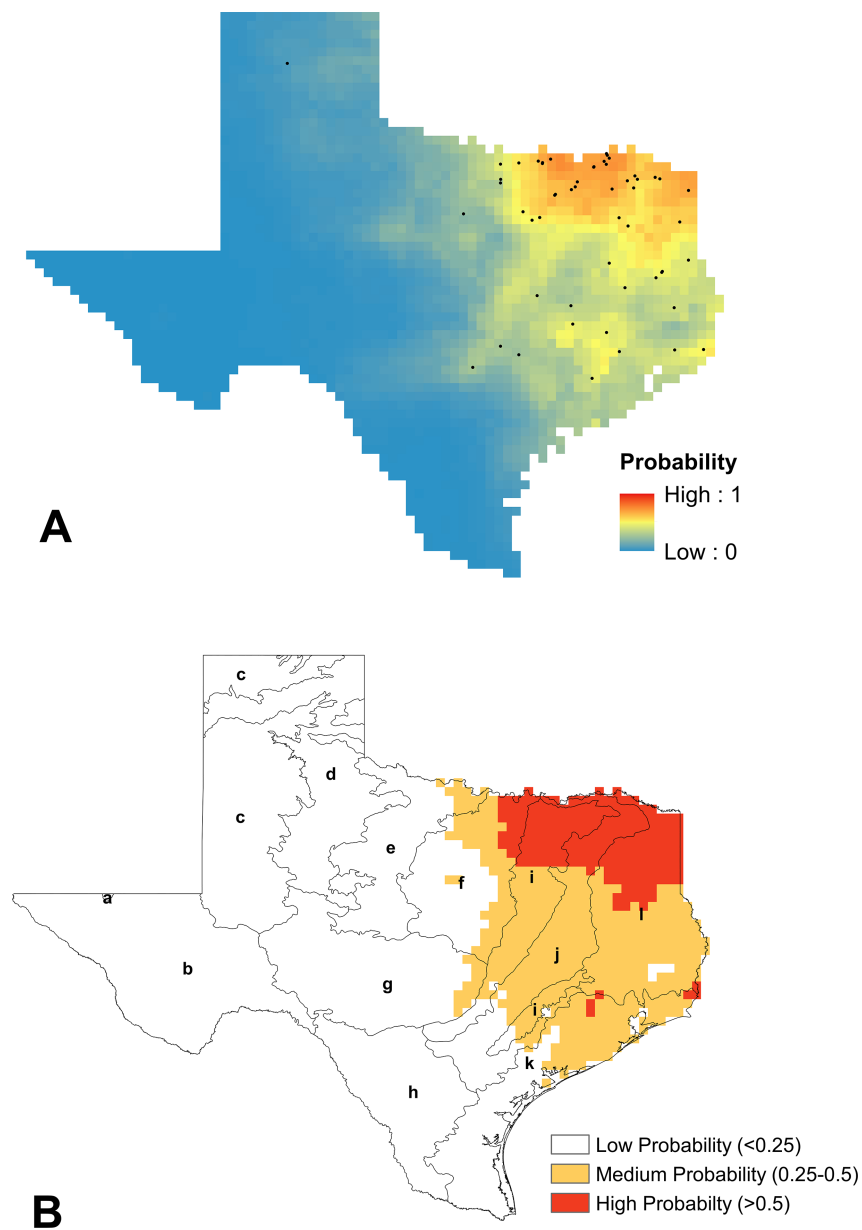 Probability
High : 1
Low : 0
A
c
d
c
e
f
i
a
l
j
b
g
i
k
h
Low Probability (<0.25)
Medium Probability (0.25-0.5)
High Probabilty (>0.5)
B